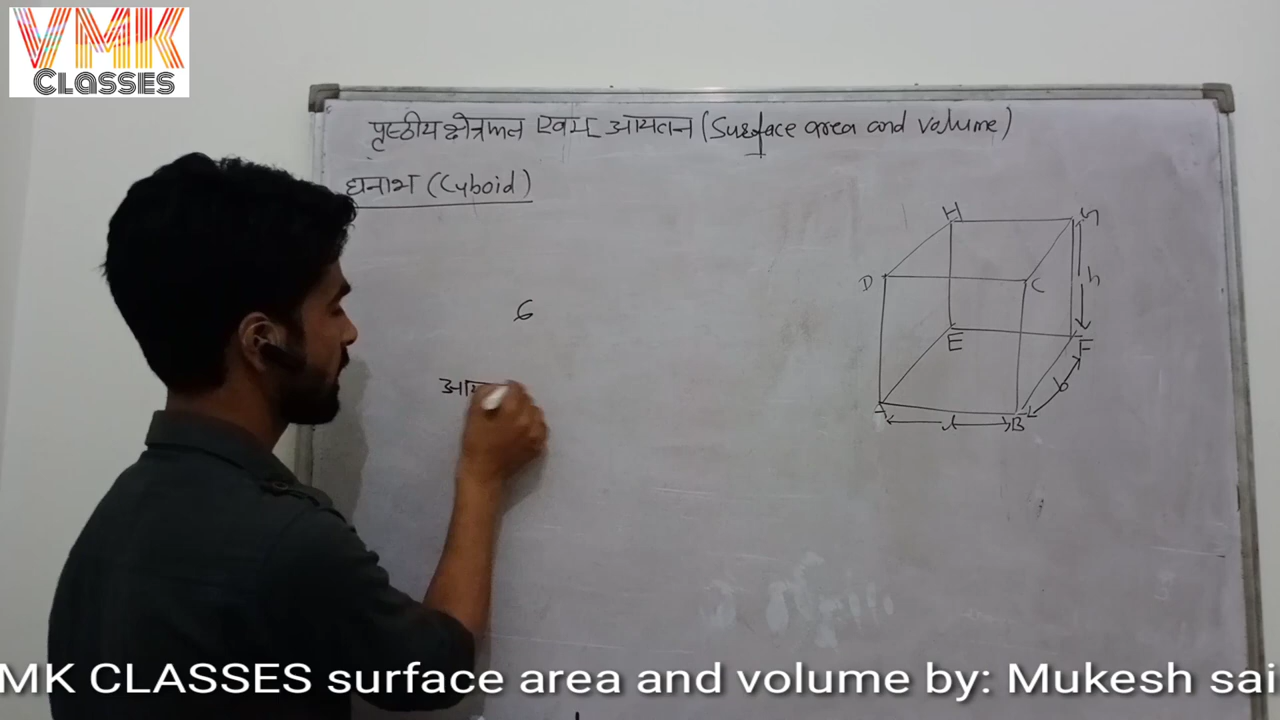 VMK
CLASSES
पृष्ठीय क्षेत्रफल एवम आयतन (Surface area and volume)
घनाभ (Cuboid)
H
G
D
C
h
6
E
F
b
A
l
B
MK CLASSES surface area and volume by: Mukesh sai